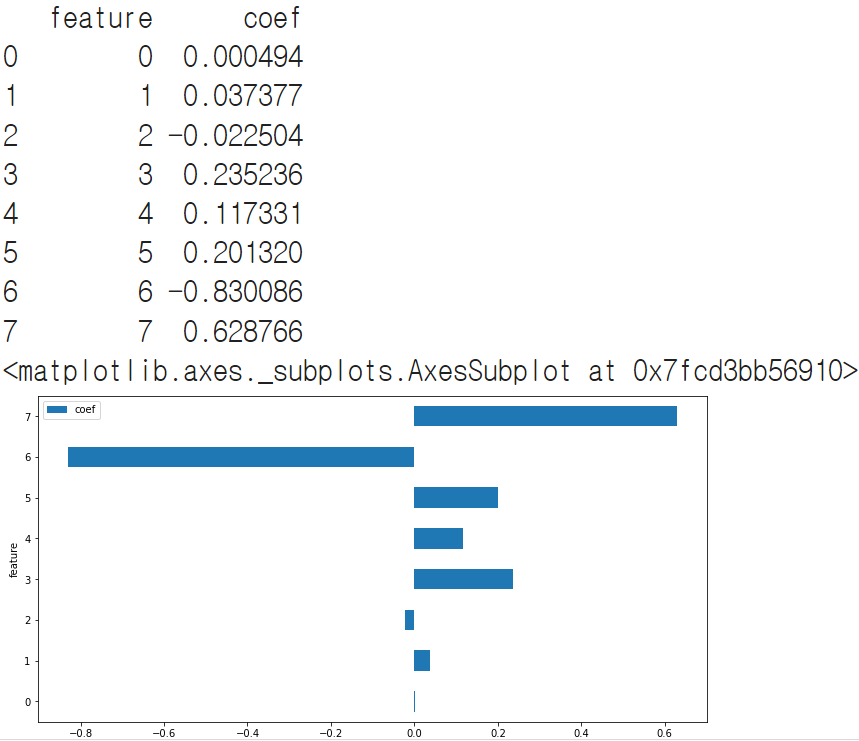 feature coef
0 0 0.000494
1 1 0.037377
2 2 -0.022504
3 3 0.235236
4 4 0.117331
5 5 0.201320
6 6 -0.830086
7 7 0.628766
<matplotlib.axes._subplots.AxesSubplot at 0x7fcd3bb56910>
coef
7
6
5
4
3
2
1
0
feature
−0.8 −0.6 −0.4 −0.2 0.0 0.2 0.4 0.6